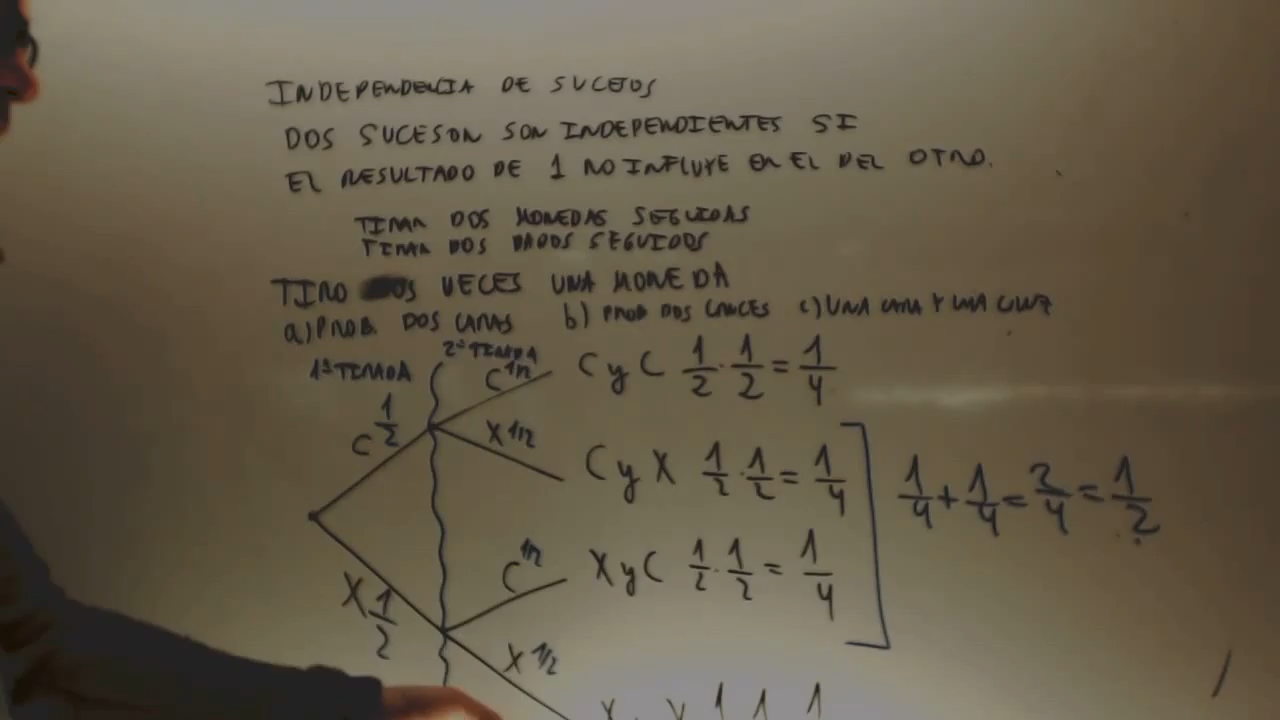 INDEPENDENCIA DE SUCESOS
DOS SUCESON SON INDEPENDIENTES SI
EL RESULTADO DE 1 NO INFLUYE EN EL DEL OTRO.
TIRAR DOS MONEDAS SEGUIDAS
TIRAR DOS DADOS SEGUIDOS
TIRO DOS VECES UNA MONEDA
a) PROB. DOS CARAS b) PROB DOS CRUCES c) UNA CARA Y UNA CRUZ
1ª TIRADA 2ª TIRADA
C 1/2 C 1/2 C y C 1/2 · 1/2 = 1/4
X 1/2 C y X 1/2 · 1/2 = 1/4
1/4 + 1/4 = 2/4 = 1/2
X 1/2 C 1/2 X y C 1/2 · 1/2 = 1/4
X 1/2